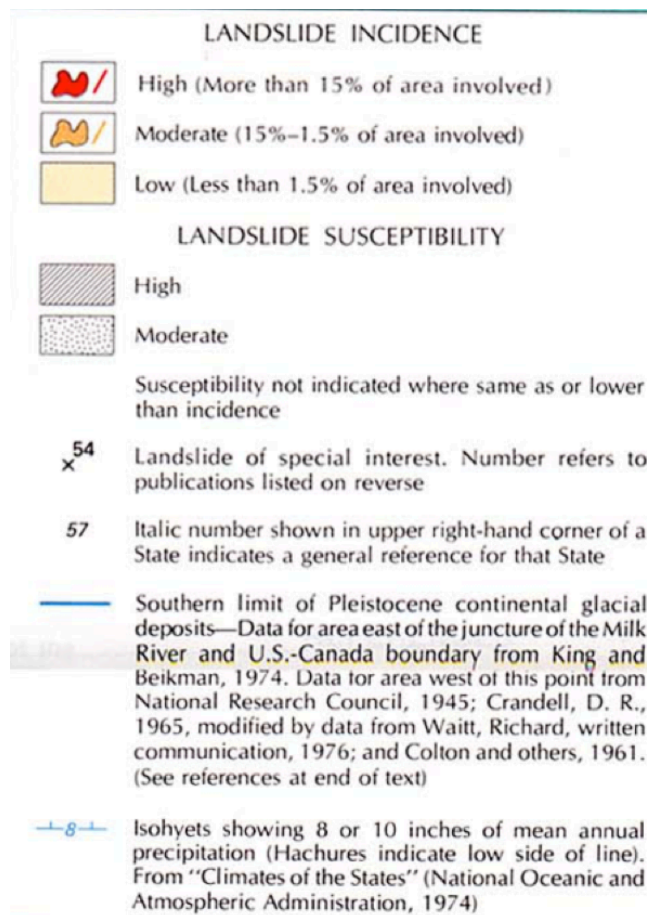 LANDSLIDE INCIDENCE
High (More than 15% of area involved)
Moderate (15%–1.5% of area involved)
Low (Less than 1.5% of area involved)
LANDSLIDE SUSCEPTIBILITY
High
Moderate
Susceptibility not indicated where same as or lower
than incidence
54
Landslide of special interest. Number refers to
publications listed on reverse
57
Italic number shown in upper right-hand corner of a
State indicates a general reference for that State
Southern limit of Pleistocene continental glacial
deposits—Data for area east of the juncture of the Milk
River and U.S.-Canada boundary from King and
Beikman, 1974. Data for area west of this point from
National Research Council, 1945; Crandell, D. R.,
1965, modified by data from Waitt, Richard, written
communication, 1976; and Colton and others, 1961.
(See references at end of text)
8
Isohyets showing 8 or 10 inches of mean annual
precipitation (Hachures indicate low side of line).
From "Climates of the States" (National Oceanic and
Atmospheric Administration, 1974)